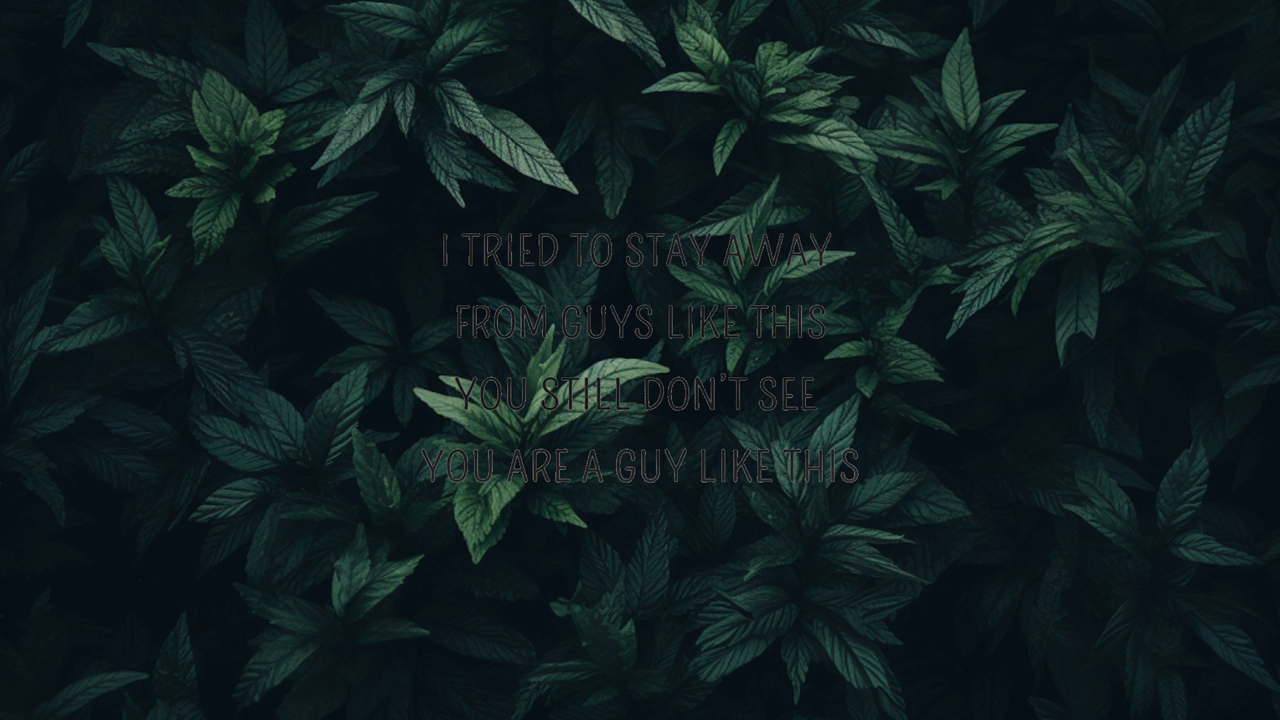 I TRIED TO STAY AWAY
FROM GUYS LIKE THIS
YOU STILL DON'T SEE
YOU ARE A GUY LIKE THIS